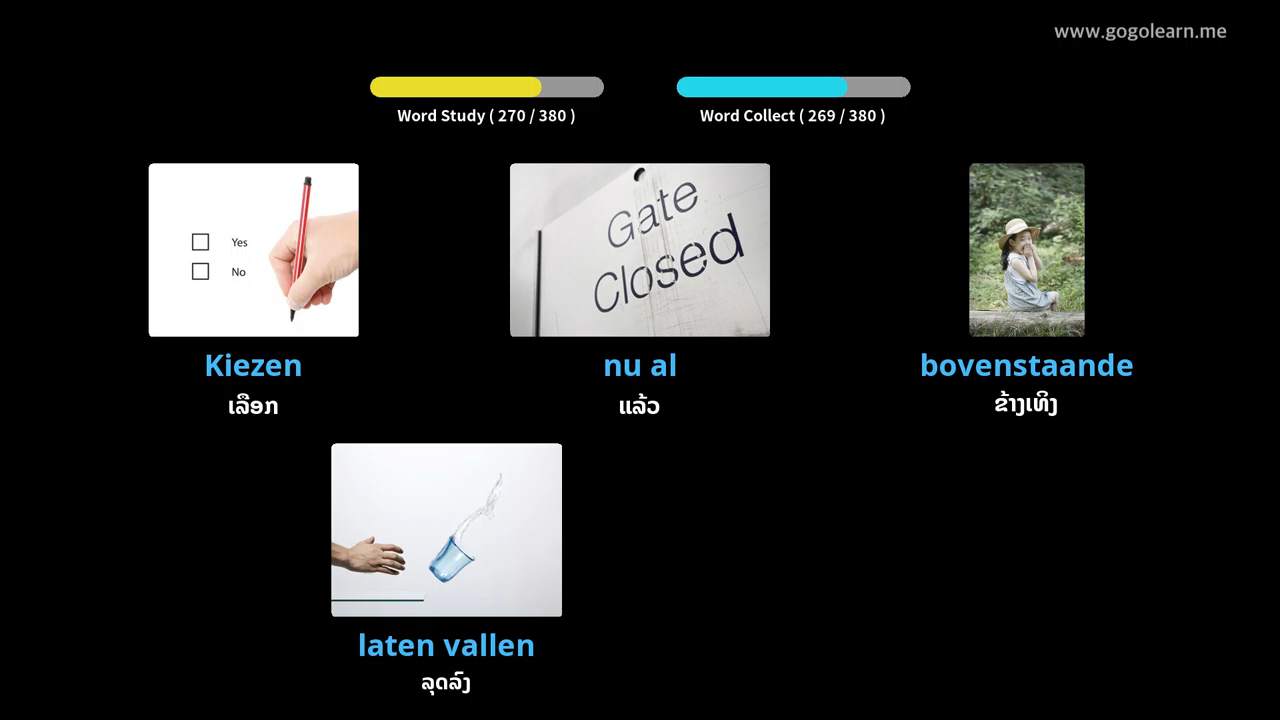 www.gogolearn.me
Word Study ( 270 / 380 )
Word Collect ( 269 / 380 )
Yes
No
Gate
Closed
Kiezen
nu al
bovenstaande
ເລືອກ
ແລ້ວ
ຂ້າງເທິງ
laten vallen
ລຸດລົງ